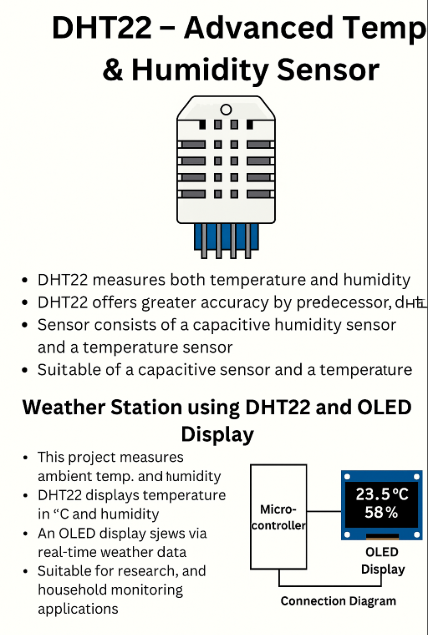 DHT22 – Advanced Temp
& Humidity Sensor
• DHT22 measures both temperature and humidity
• DHT22 offers greater accuracy by predecessor,
• Sensor consists of a capacitive humidity sensor
and a temperature sensor
• Suitable of a capacitive sensor and a temperature
Weather Station using DHT22 and OLED
Display
• This project measures
ambient temp. and humidity
• DHT22 displays temperature
in “C and humidity
• An OLED display sjews via
real-time weather data
• Suitable for research, and
household monitoring
applications
Micro-
controller
23.5°C
58%
OLED
Display
Connection Diagram